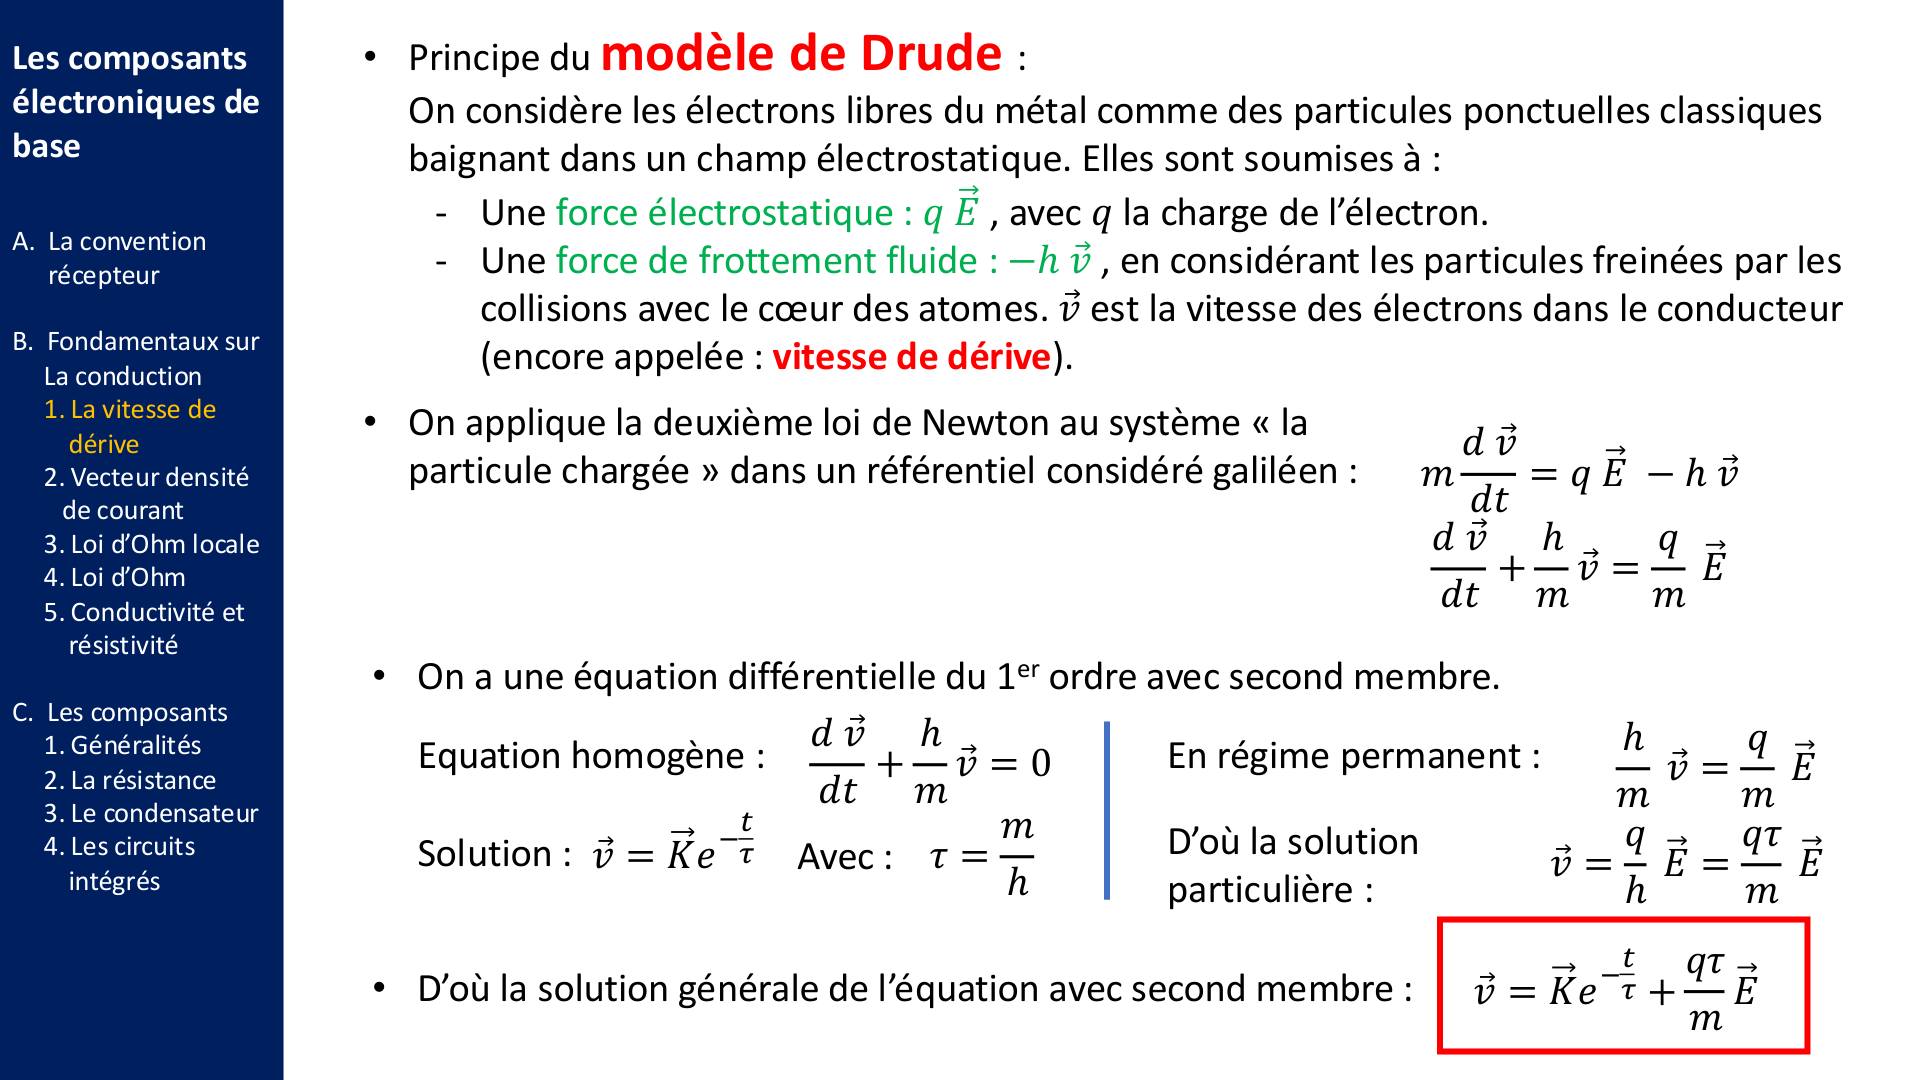 Les composants
électroniques de
base
A. La convention
récepteur
B. Fondamentaux sur
La conduction
1. La vitesse de
dérive
2. Vecteur densité
de courant
3. Loi d’Ohm locale
4. Loi d’Ohm
5. Conductivité et
résistivité
C. Les composants
1. Généralités
2. La résistance
3. Le condensateur
4. Les circuits
intégrés
• Principe du modèle de Drude :
On considère les électrons libres du métal comme des particules ponctuelles classiques
baignant dans un champ électrostatique. Elles sont soumises à :
- Une force électrostatique : $q\ \vec{E}$ , avec $q$ la charge de l’électron.
- Une force de frottement fluide : $-h\ \vec{v}$ , en considérant les particules freinées par les
collisions avec le cœur des atomes. $\vec{v}$ est la vitesse des électrons dans le conducteur
(encore appelée : vitesse de dérive).
• On applique la deuxième loi de Newton au système « la
particule chargée » dans un référentiel considéré galiléen :
$m\frac{d\ \vec{v}}{dt} = q\ \vec{E}\ - h\ \vec{v}$
$\frac{d\ \vec{v}}{dt} + \frac{h}{m}\vec{v} = \frac{q}{m}\ \vec{E}$
• On a une équation différentielle du 1er ordre avec second membre.
Equation homogène : $\frac{d\ \vec{v}}{dt} + \frac{h}{m}\vec{v} = 0$
Solution : $\vec{v} = \vec{K}e^{-\frac{t}{\tau}}$ Avec : $\tau = \frac{m}{h}$
En régime permanent : $\frac{h}{m}\ \vec{v} = \frac{q}{m}\ \vec{E}$
D’où la solution
particulière : $\vec{v} = \frac{q}{h}\ \vec{E} = \frac{q\tau}{m}\ \vec{E}$
• D’où la solution générale de l’équation avec second membre : $\vec{v} = \vec{K}e^{-\frac{t}{\tau}} + \frac{q\tau}{m}\vec{E}$